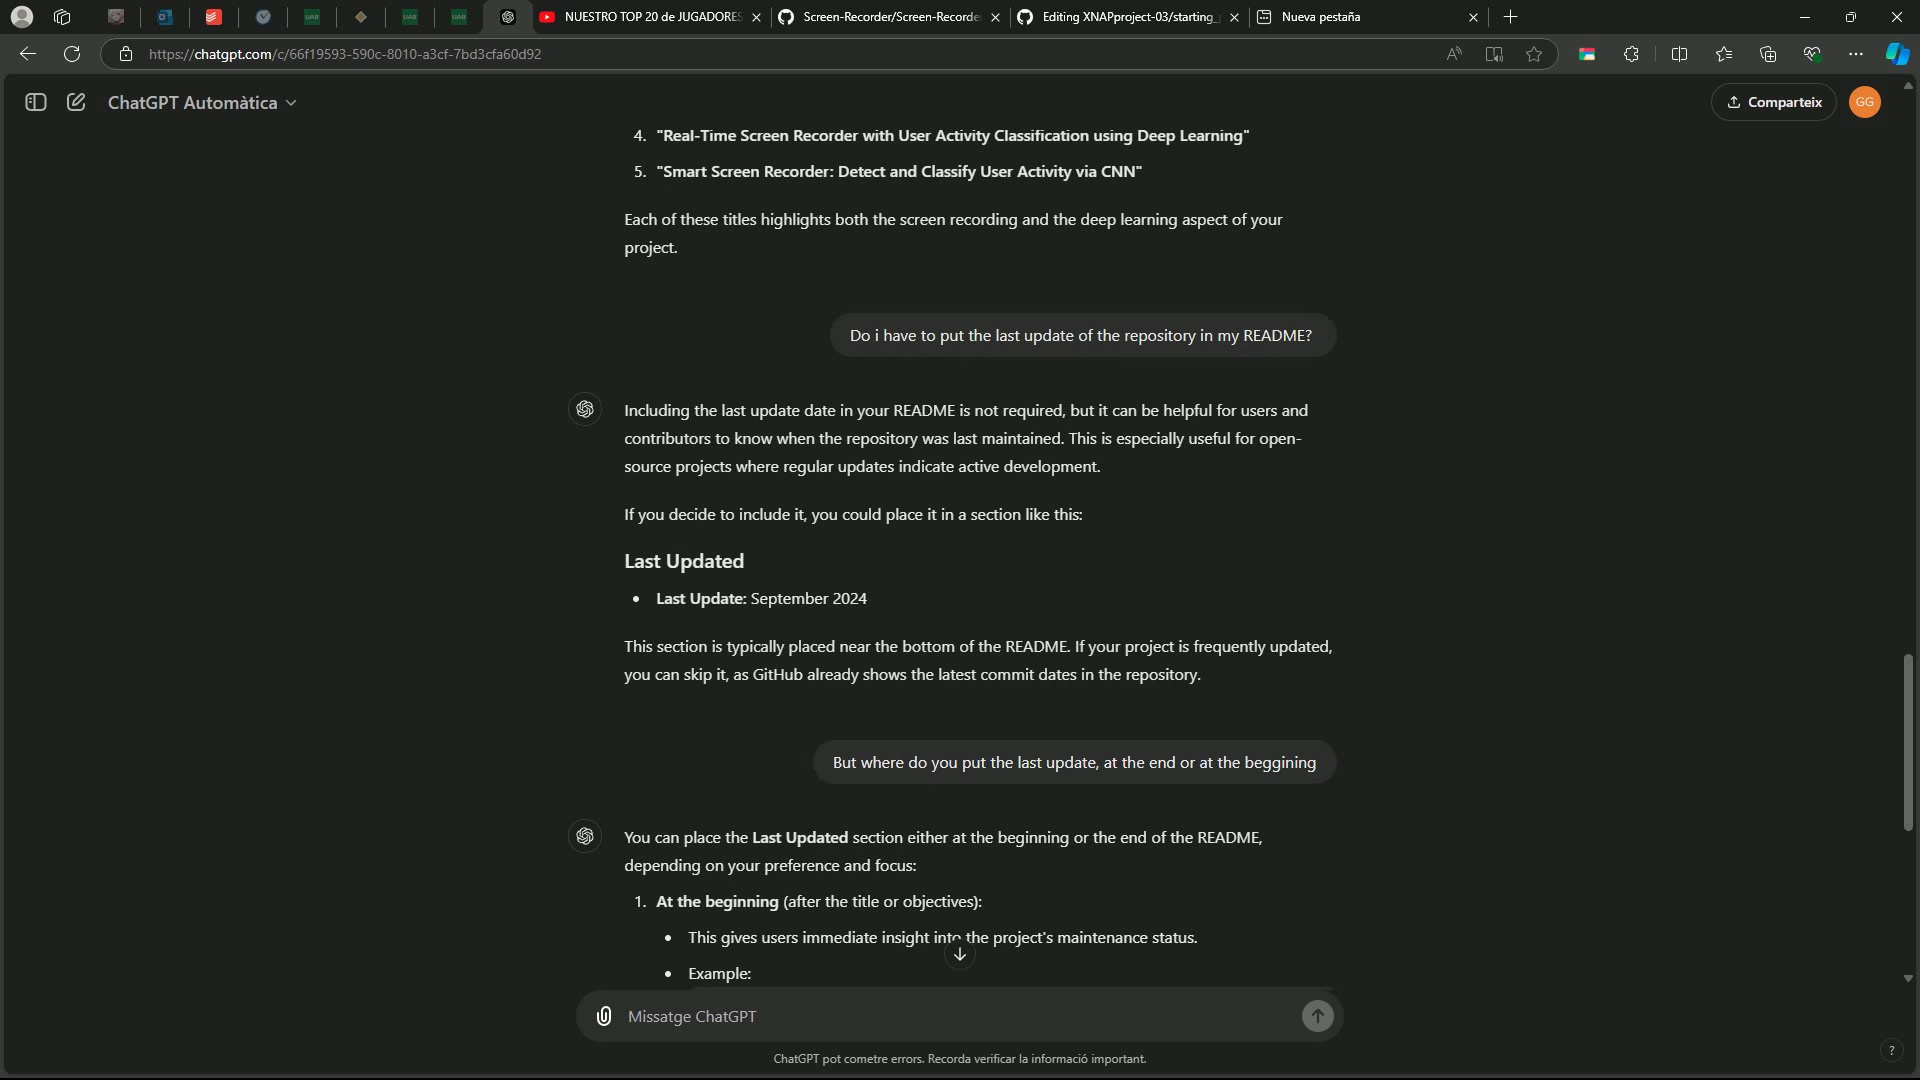 NUESTRO TOP 20 de JUGADORES
Screen-Recorder/Screen-Recorde
Editing XNAPproject-03/starting_
Nueva pestaña
https://chatgpt.com/c/66f19593-590c-8010-a3cf-7bd3cfa60d92
ChatGPT Automàtica
Comparteix
GG
4. "Real-Time Screen Recorder with User Activity Classification using Deep Learning"
5. "Smart Screen Recorder: Detect and Classify User Activity via CNN"
Each of these titles highlights both the screen recording and the deep learning aspect of your
project.
Do i have to put the last update of the repository in my README?
Including the last update date in your README is not required, but it can be helpful for users and
contributors to know when the repository was last maintained. This is especially useful for open-
source projects where regular updates indicate active development.
If you decide to include it, you could place it in a section like this:
Last Updated
• Last Update: September 2024
This section is typically placed near the bottom of the README. If your project is frequently updated,
you can skip it, as GitHub already shows the latest commit dates in the repository.
But where do you put the last update, at the end or at the beggining
You can place the Last Updated section either at the beginning or the end of the README,
depending on your preference and focus:
1. At the beginning (after the title or objectives):
• This gives users immediate insight into the project's maintenance status.
• Example:
Missatge ChatGPT
ChatGPT pot cometre errors. Recorda verificar la informació important.
?